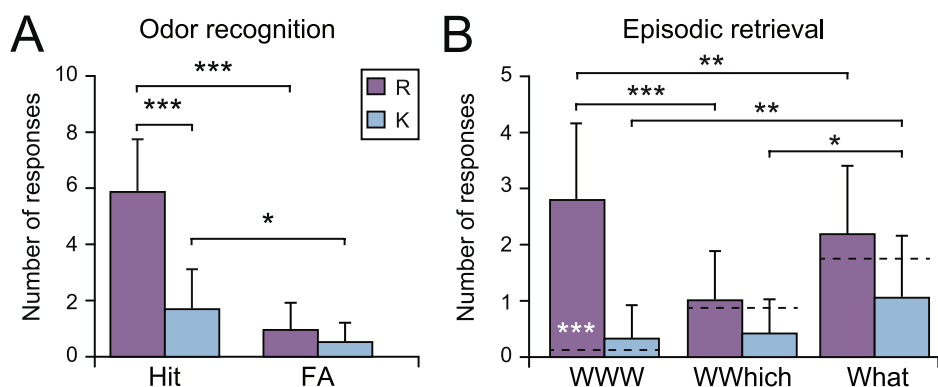 A
Odor recognition
Number of responses
10
8
6
4
2
0
***
***
*
R
K
Hit
FA
B
Episodic retrieval
Number of responses
5
4
3
2
1
0
**
***
**
*
***
WWW
WWhich
What